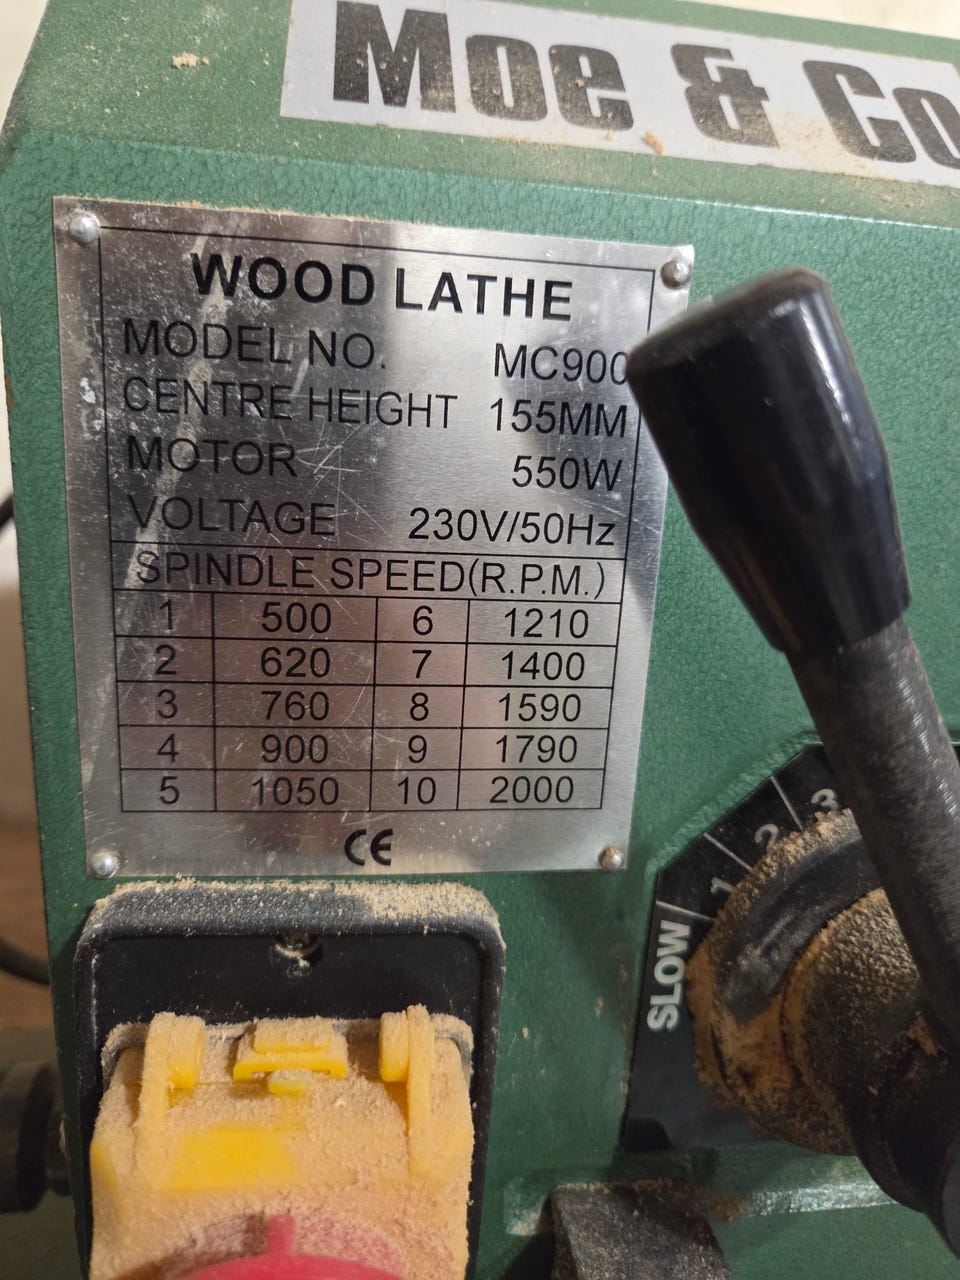 Moe & Co
WOOD LATHE
MODEL NO. MC900
CENTRE HEIGHT 155MM
MOTOR 550W
VOLTAGE 230V/50Hz
SPINDLE SPEED(R.P.M.)
1 500 6 1210
2 620 7 1400
3 760 8 1590
4 900 9 1790
5 1050 10 2000
CE
3
2
1
SLOW